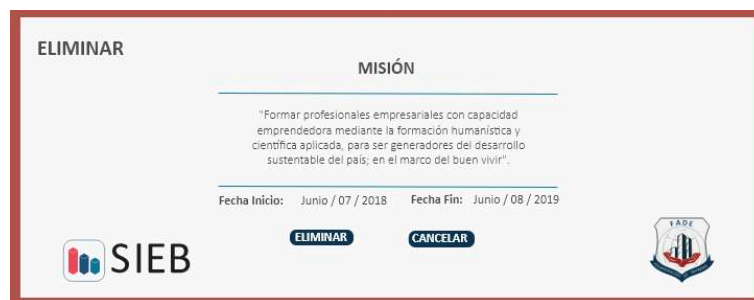 ELIMINAR
MISIÓN
"Formar profesionales empresariales con capacidad
emprendedora mediante la formación humanística y
científica aplicada, para ser generadores del desarrollo
sustentable del país; en el marco del buen vivir".
Fecha Inicio: Junio / 07 / 2018 Fecha Fin: Junio / 08 / 2019
ELIMINAR CANCELAR
SIEB
FADE